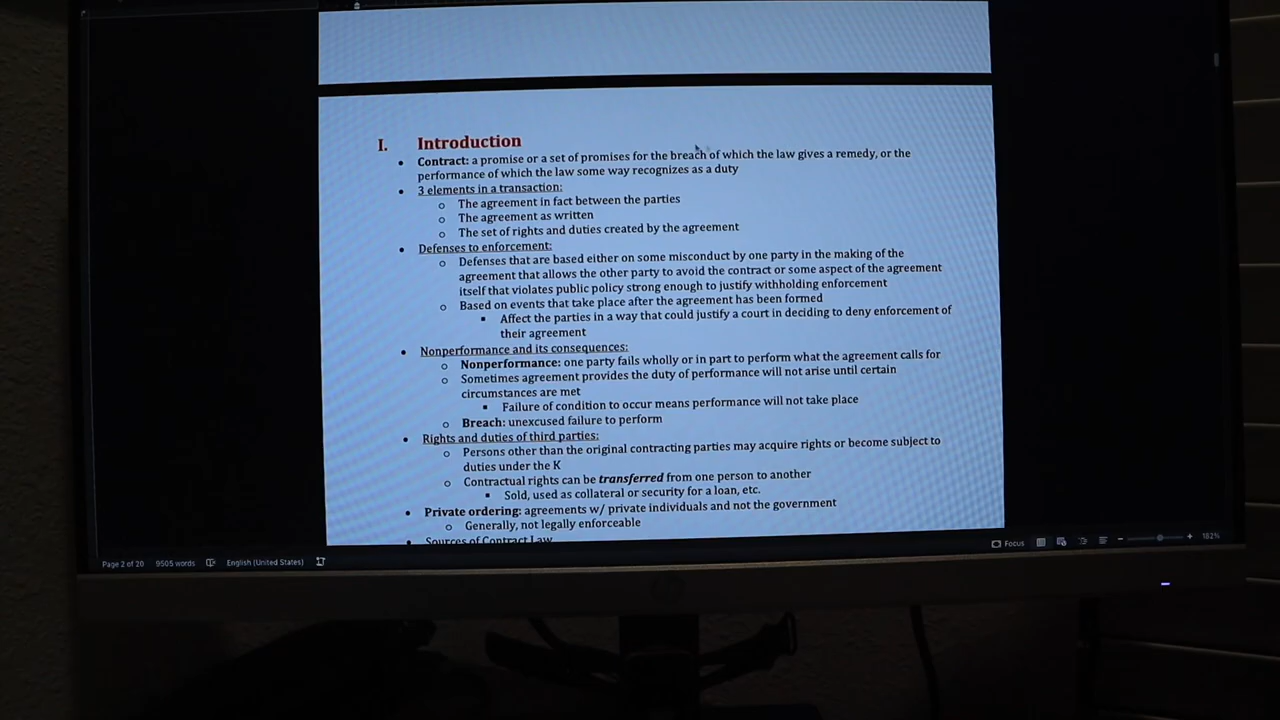 I. Introduction
• Contract: a promise or a set of promises for the breach of which the law gives a remedy, or the
performance of which the law some way recognizes as a duty
• 3 elements in a transaction:
o The agreement in fact between the parties
o The agreement as written
o The set of rights and duties created by the agreement
• Defenses to enforcement:
o Defenses that are based either on some misconduct by one party in the making of the
agreement that allows the other party to avoid the contract or some aspect of the agreement
itself that violates public policy strong enough to justify withholding enforcement
o Based on events that take place after the agreement has been formed
▪ Affect the parties in a way that could justify a court in deciding to deny enforcement of
their agreement
• Nonperformance and its consequences:
o Nonperformance: one party fails wholly or in part to perform what the agreement calls for
o Sometimes agreement provides the duty of performance will not arise until certain
circumstances are met
▪ Failure of condition to occur means performance will not take place
o Breach: unexcused failure to perform
• Rights and duties of third parties:
o Persons other than the original contracting parties may acquire rights or become subject to
duties under the K
o Contractual rights can be transferred from one person to another
▪ Sold, used as collateral or security for a loan, etc.
• Private ordering: agreements w/ private individuals and not the government
o Generally, not legally enforceable
• Sources of Contract Law
Page 2 of 20 9505 words English (United States) Focus 182%